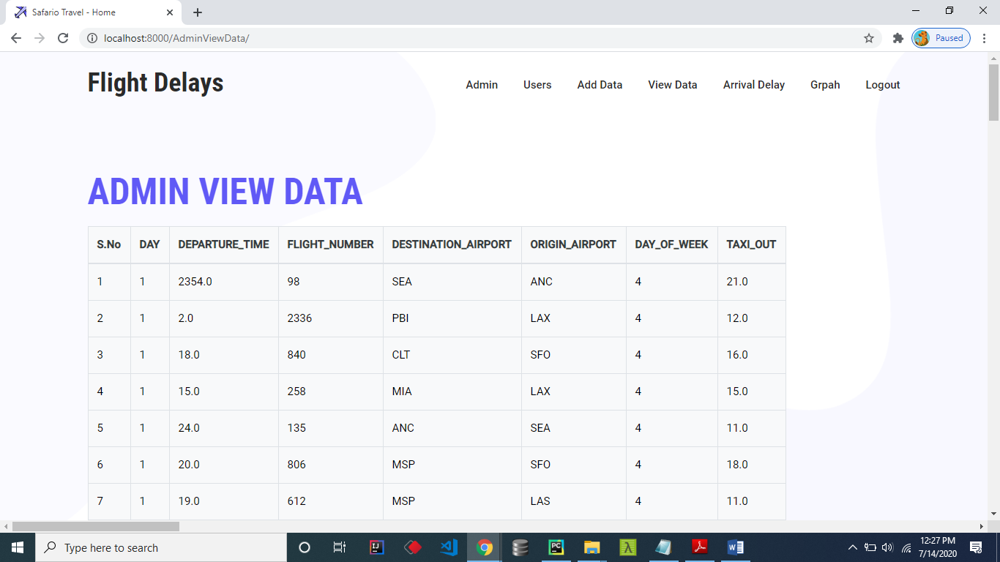 Safario Travel - Home
localhost:8000/AdminViewData/
Paused
Flight Delays
Admin Users Add Data View Data Arrival Delay Grpah Logout
ADMIN VIEW DATA
S.No DAY DEPARTURE_TIME FLIGHT_NUMBER DESTINATION_AIRPORT ORIGIN_AIRPORT DAY_OF_WEEK TAXI_OUT
1 1 2354.0 98 SEA ANC 4 21.0
2 1 2.0 2336 PBI LAX 4 12.0
3 1 18.0 840 CLT SFO 4 16.0
4 1 15.0 258 MIA LAX 4 15.0
5 1 24.0 135 ANC SEA 4 11.0
6 1 20.0 806 MSP SFO 4 18.0
7 1 19.0 612 MSP LAS 4 11.0
Type here to search
IJ
PC
W
12:27 PM
7/14/2020